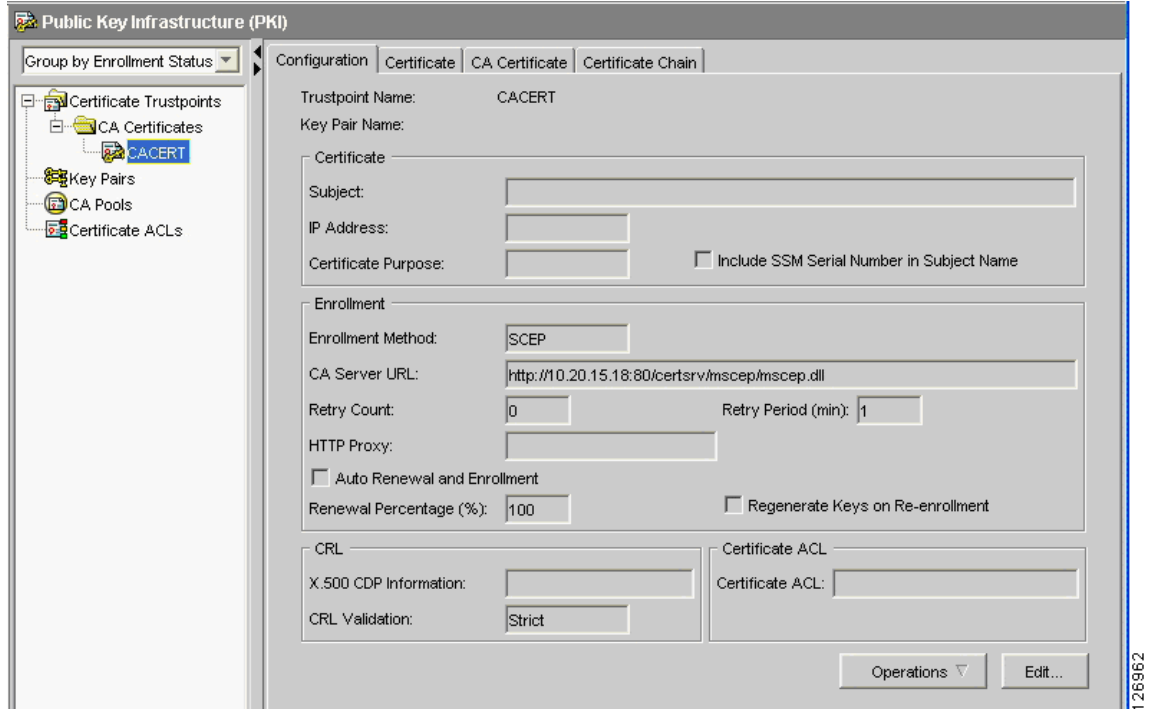 Public Key Infrastructure (PKI)
Group by Enrollment Status
Certificate Trustpoints
CA Certificates
CACERT
Key Pairs
CA Pools
Certificate ACLs
Configuration Certificate CA Certificate Certificate Chain
Trustpoint Name: CACERT
Key Pair Name:
Certificate
Subject:
IP Address:
Certificate Purpose: Include SSM Serial Number in Subject Name
Enrollment
Enrollment Method: SCEP
CA Server URL: http://10.20.15.18:80/certsrv/mscep/mscep.dll
Retry Count: 0 Retry Period (min): 1
HTTP Proxy:
Auto Renewal and Enrollment
Renewal Percentage (%): 100 Regenerate Keys on Re-enrollment
CRL
X.500 CDP Information:
CRL Validation: Strict
Certificate ACL
Certificate ACL:
Operations Edit...
126962